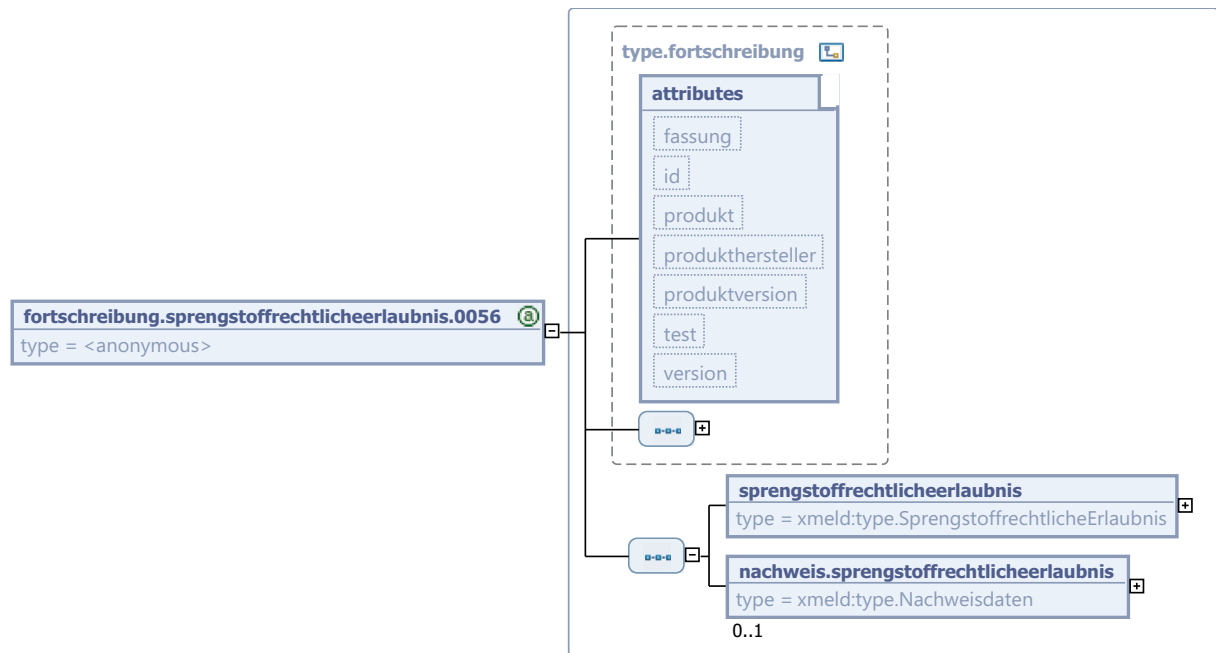 type.fortschreibung
attributes
fassung
id
produkt
produkthersteller
produktversion
test
version
fortschreibung.sprengstoffrechtlicheerlaubnis.0056 @
type = <anonymous>
sprengstoffrechtlicheerlaubnis
type = xmeld:type.SprengstoffrechtlicheErlaubnis
nachweis.sprengstoffrechtlicheerlaubnis
type = xmeld:type.Nachweisdaten
0..1